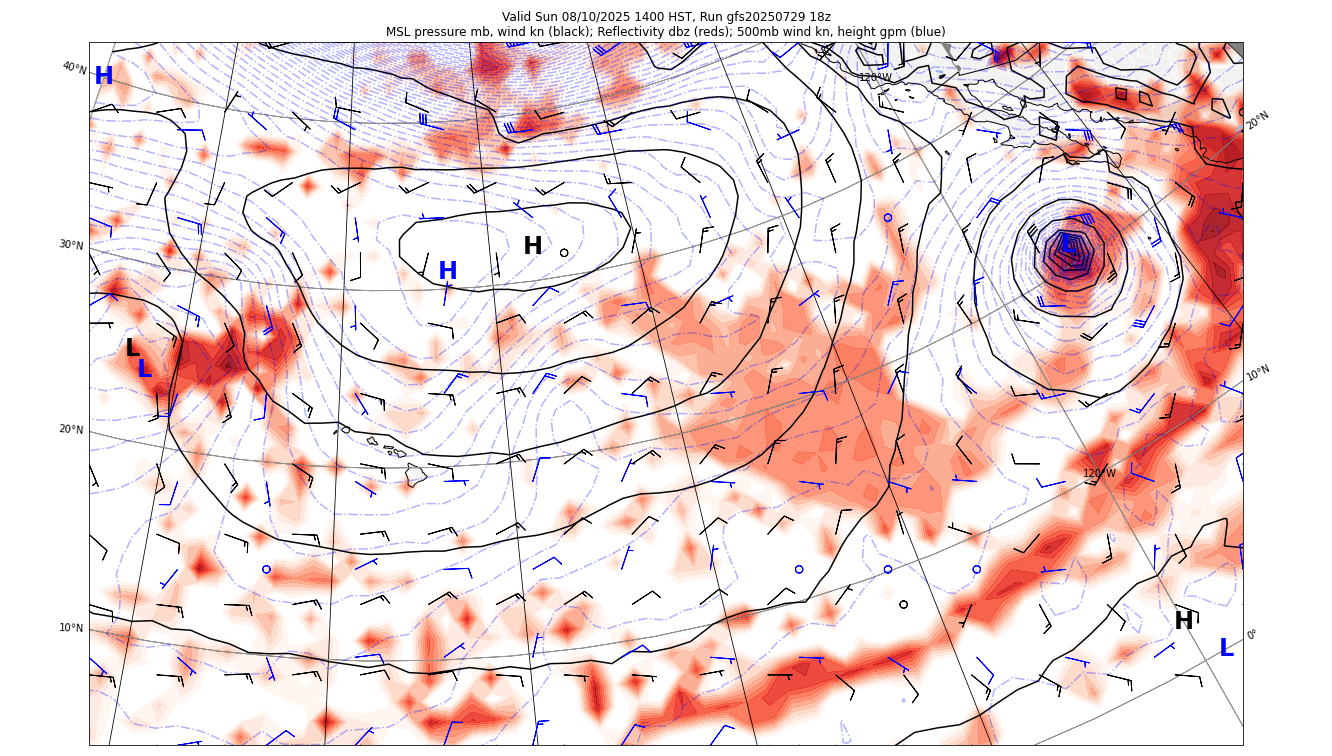 Valid Sun 08/10/2025 1400 HST, Run gfs20250729 18z
MSL pressure mb, wind kn (black); Reflectivity dbz (reds); 500mb wind kn, height gpm (blue)
40°N
H
120°W
20°N
30°N
L
H
H
L
L
10°N
20°N
120°W
10°N
H
0°
L